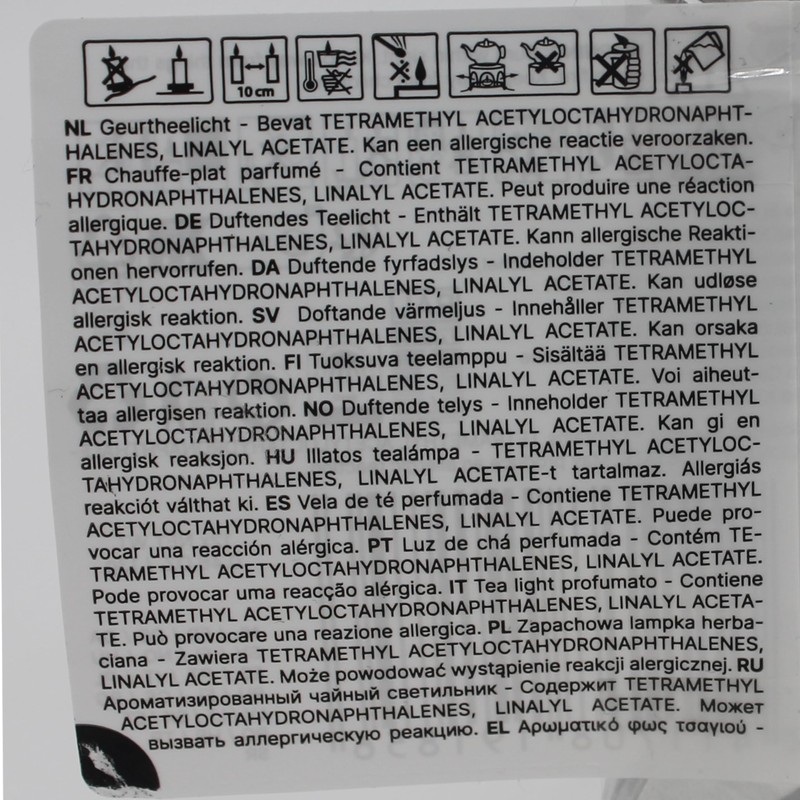 10 cm
NL Geurtheelicht - Bevat TETRAMETHYL ACETYLOCTAHYDRONAPHT-
HALENES, LINALYL ACETATE. Kan een allergische reactie veroorzaken.
FR Chauffe-plat parfumé - Contient TETRAMETHYL ACETYLOCTA-
HYDRONAPHTHALENES, LINALYL ACETATE. Peut produire une réaction
allergique. DE Duftendes Teelicht - Enthält TETRAMETHYL ACETYLOC-
TAHYDRONAPHTHALENES, LINALYL ACETATE. Kann allergische Reakti-
onen hervorrufen. DA Duftende fyrfadslys - Indeholder TETRAMETHYL
ACETYLOCTAHYDRONAPHTHALENES, LINALYL ACETATE. Kan udløse
allergisk reaktion. SV Doftande värmeljus - Innehåller TETRAMETHYL
ACETYLOCTAHYDRONAPHTHALENES, LINALYL ACETATE. Kan orsaka
en allergisk reaktion. FI Tuoksuva teelamppu - Sisältää TETRAMETHYL
ACETYLOCTAHYDRONAPHTHALENES, LINALYL ACETATE. Voi aiheut-
taa allergisen reaktion. NO Duftende telys - Inneholder TETRAMETHYL
ACETYLOCTAHYDRONAPHTHALENES, LINALYL ACETATE. Kan gi en
allergisk reaksjon. HU Illatos tealámpa - TETRAMETHYL ACETYLOC-
TAHYDRONAPHTHALENES, LINALYL ACETATE-t tartalmaz. Allergiás
reakciót válthat ki. ES Vela de té perfumada - Contiene TETRAMETHYL
ACETYLOCTAHYDRONAPHTHALENES, LINALYL ACETATE. Puede pro-
vocar una reacción alérgica. PT Luz de chá perfumada - Contém TE-
TRAMETHYL ACETYLOCTAHYDRONAPHTHALENES, LINALYL ACETATE.
Pode provocar uma reacção alérgica. IT Tea light profumato - Contiene
TETRAMETHYL ACETYLOCTAHYDRONAPHTHALENES, LINALYL ACETA-
TE. Può provocare una reazione allergica. PL Zapachowa lampka herba-
ciana - Zawiera TETRAMETHYL ACETYLOCTAHYDRONAPHTHALENES,
LINALYL ACETATE. Może powodować wystąpienie reakcji alergicznej. RU
Ароматизированный чайный светильник - Содержит TETRAMETHYL
ACETYLOCTAHYDRONAPHTHALENES, LINALYL ACETATE. Может
вызвать аллергическую реакцию. EL Αρωματικό φως τσαγιού -